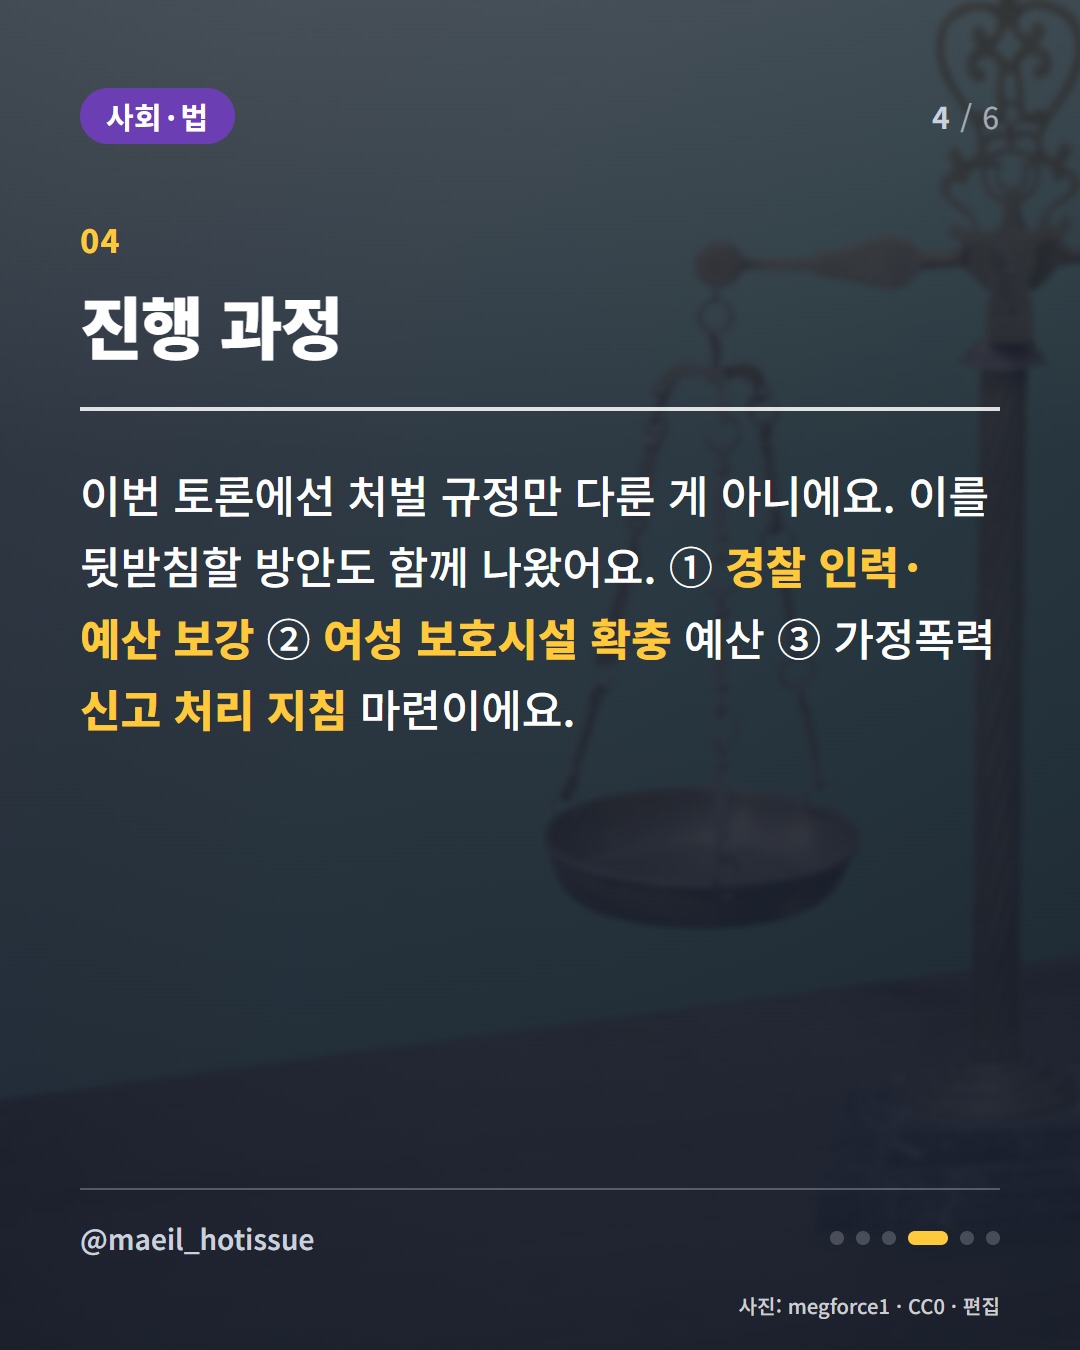 사회·법
4 / 6
04
진행 과정
이번 토론에선 처벌 규정만 다룬 게 아니에요. 이를
뒷받침할 방안도 함께 나왔어요. ① 경찰 인력·
예산 보강 ② 여성 보호시설 확충 예산 ③ 가정폭력
신고 처리 지침 마련이에요.
@maeil_hotissue
사진: megforce1 · CC0 · 편집